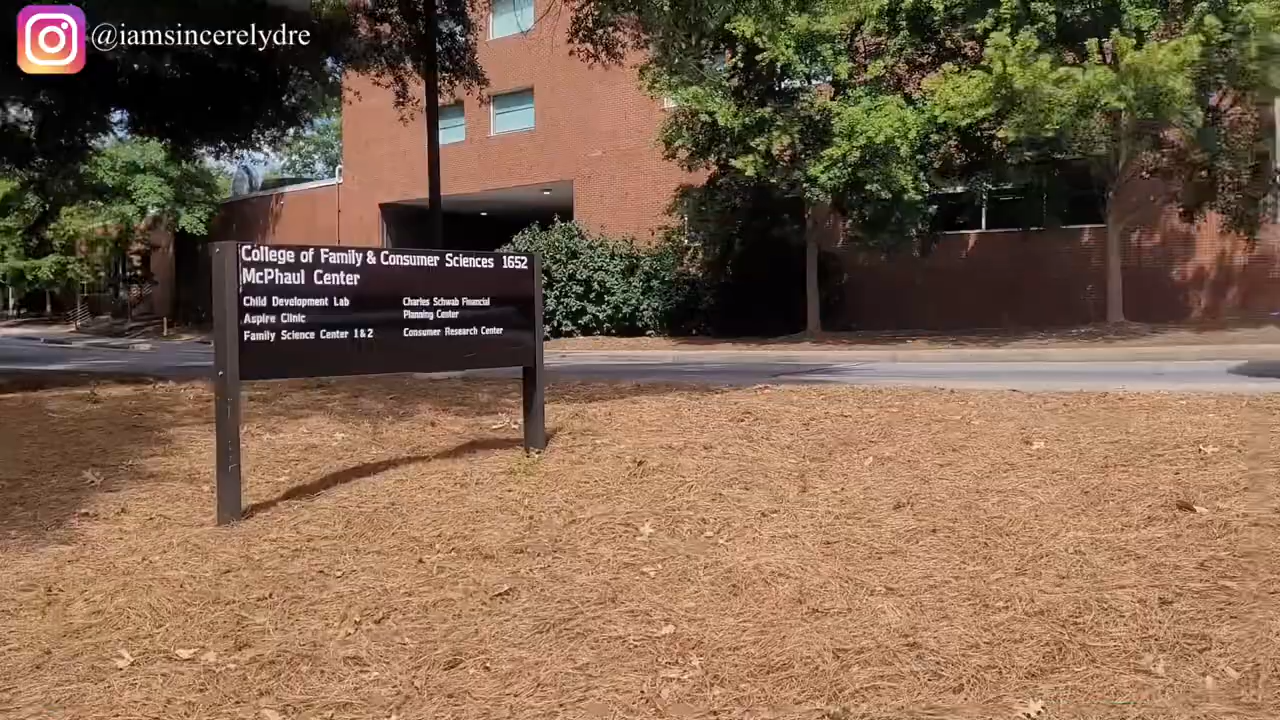 @iamsincerelydre
College of Family & Consumer Sciences 1652
McPhaul Center
Child Development Lab
Aspire Clinic
Family Science Center 1&2
Charles Schwab Financial
Planning Center
Consumer Research Center